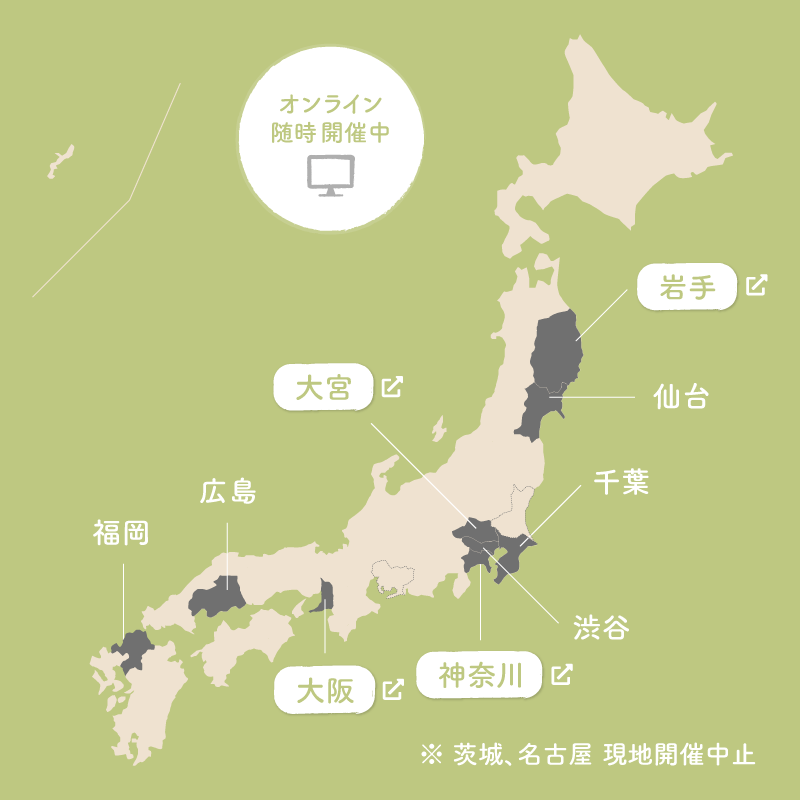 オンライン
随時開催中
岩手
大宮
仙台
千葉
広島
福岡
渋谷
神奈川
大阪
※ 茨城、名古屋 現地開催中止